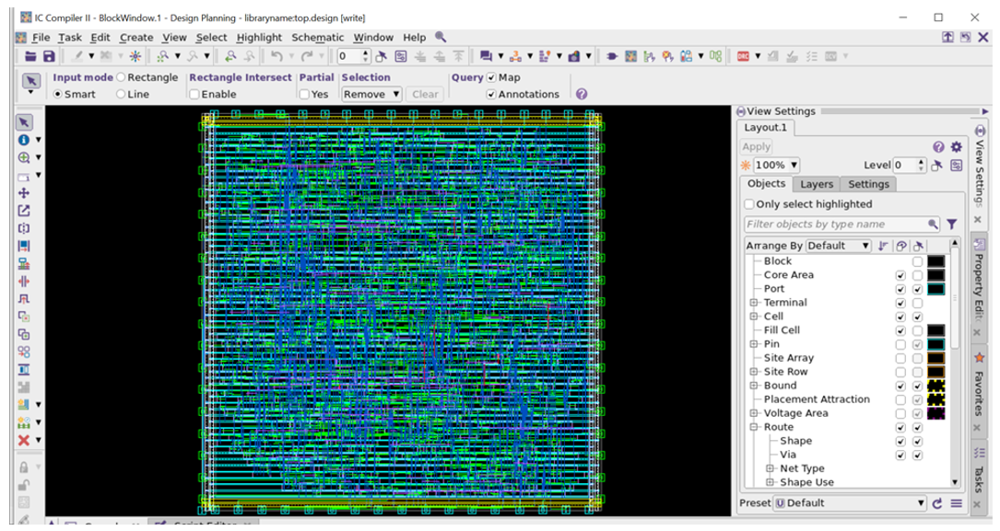 IC Compiler II - BlockWindow.1 - Design Planning - libraryname:top.design [write]
File Task Edit Create View Select Highlight Schematic Window Help
0
Input mode Rectangle Rectangle Intersect Partial Selection Query Map
Smart Line Enable Yes Remove Clear Annotations
View Settings
Layout.1
Apply
100% Level 0
Objects Layers Settings
Only select highlighted
Filter objects by type name
Arrange By Default
Block
Core Area
Port
Terminal
Cell
Fill Cell
Pin
Site Array
Site Row
Bound
Placement Attraction
Voltage Area
Route
Shape
Via
Net Type
Shape Use
Preset Default
View Settings
Property Edit
Favorites
Tasks
Script Editor